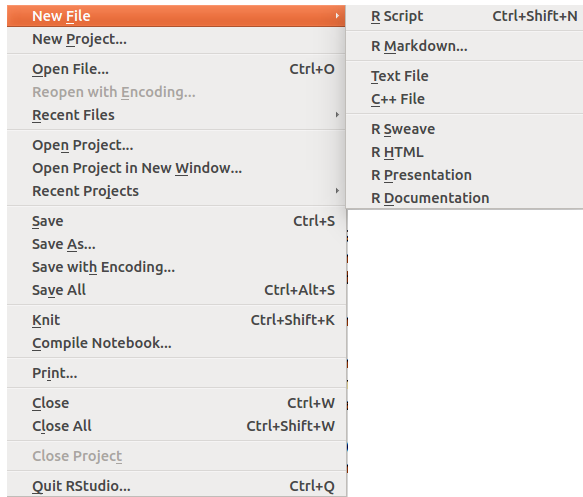 New File
New Project...
Open File... Ctrl+O
Reopen with Encoding...
Recent Files
Open Project...
Open Project in New Window...
Recent Projects
Save Ctrl+S
Save As...
Save with Encoding...
Save All Ctrl+Alt+S
Knit Ctrl+Shift+K
Compile Notebook...
Print...
Close Ctrl+W
Close All Ctrl+Shift+W
Close Project
Quit RStudio... Ctrl+Q
R Script Ctrl+Shift+N
R Markdown...
Text File
C++ File
R Sweave
R HTML
R Presentation
R Documentation